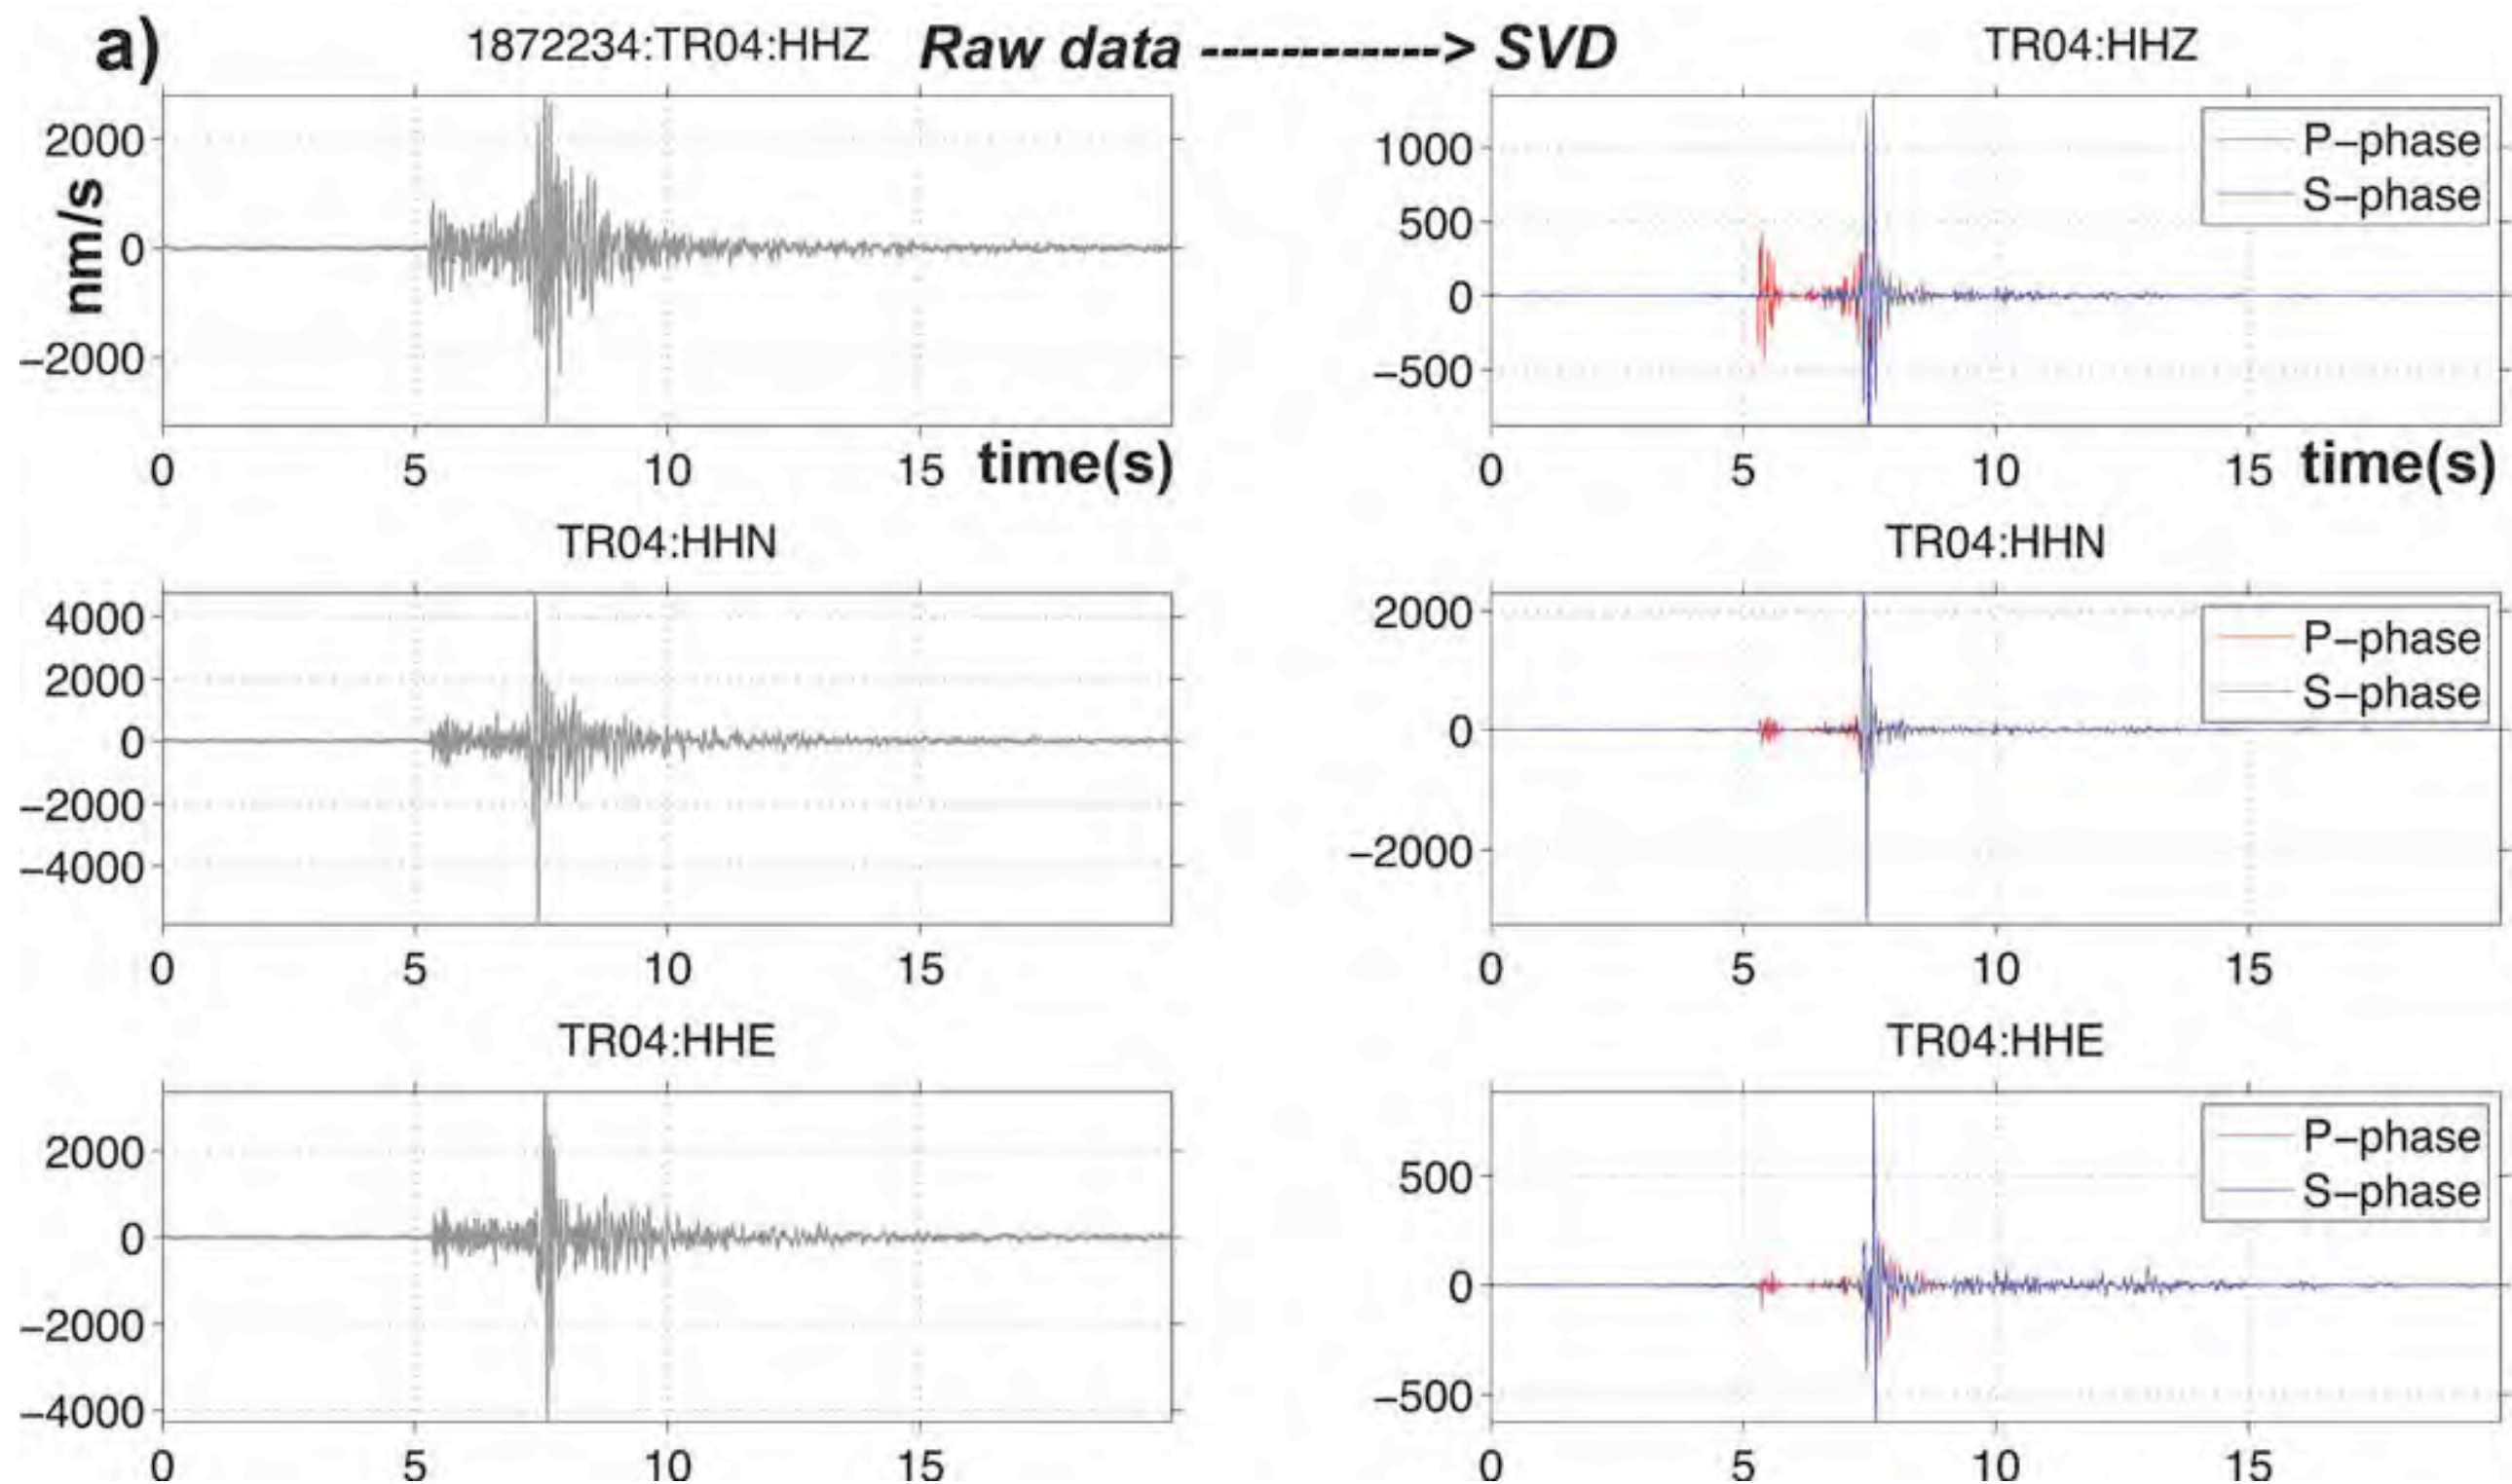 a) 1872234:TR04:HHZ Raw data ------------> SVD TR04:HHZ
nm/s
2000
0
−2000
0 5 10 15 time(s)
1000
500
0
−500
P−phase
S−phase
0 5 10 15 time(s)
TR04:HHN
4000
2000
0
−2000
−4000
0 5 10 15
TR04:HHN
2000
0
−2000
P−phase
S−phase
0 5 10 15
TR04:HHE
2000
0
−2000
−4000
0 5 10 15
TR04:HHE
500
0
−500
P−phase
S−phase
0 5 10 15